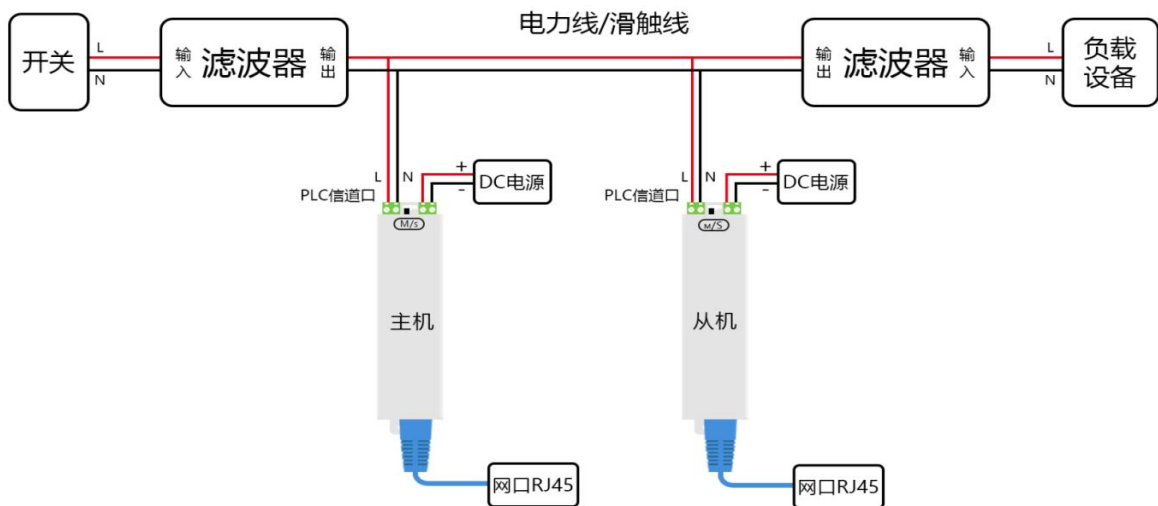 电力线/滑触线
开关
L
N
输入
滤波器
输出
输出
滤波器
输入
L
N
负载
设备
L
N
+
-
DC电源
PLC信道口
M/S
主机
网口RJ45
L
N
+
-
DC电源
PLC信道口
M/S
从机
网口RJ45